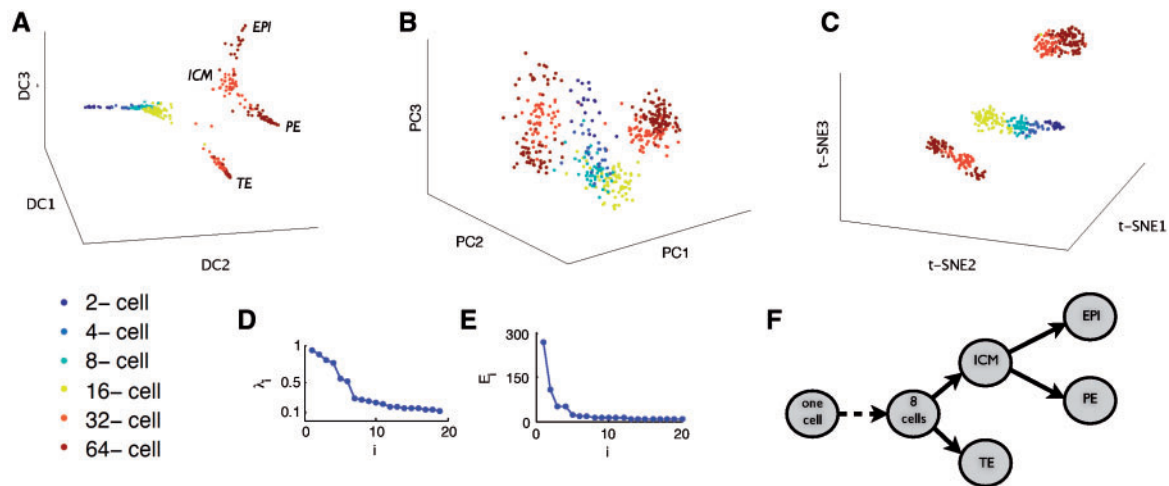 A
EPI
ICM
PE
TE
DC3
DC1
DC2
B
PC3
PC2
PC1
C
t-SNE3
t-SNE2
t-SNE1
2- cell
4- cell
8- cell
16- cell
32- cell
64- cell
D
λi
1
0.5
0.1
0
10
20
i
E
Ei
300
150
0
0
10
20
i
F
one
cell
8
cells
ICM
TE
EPI
PE